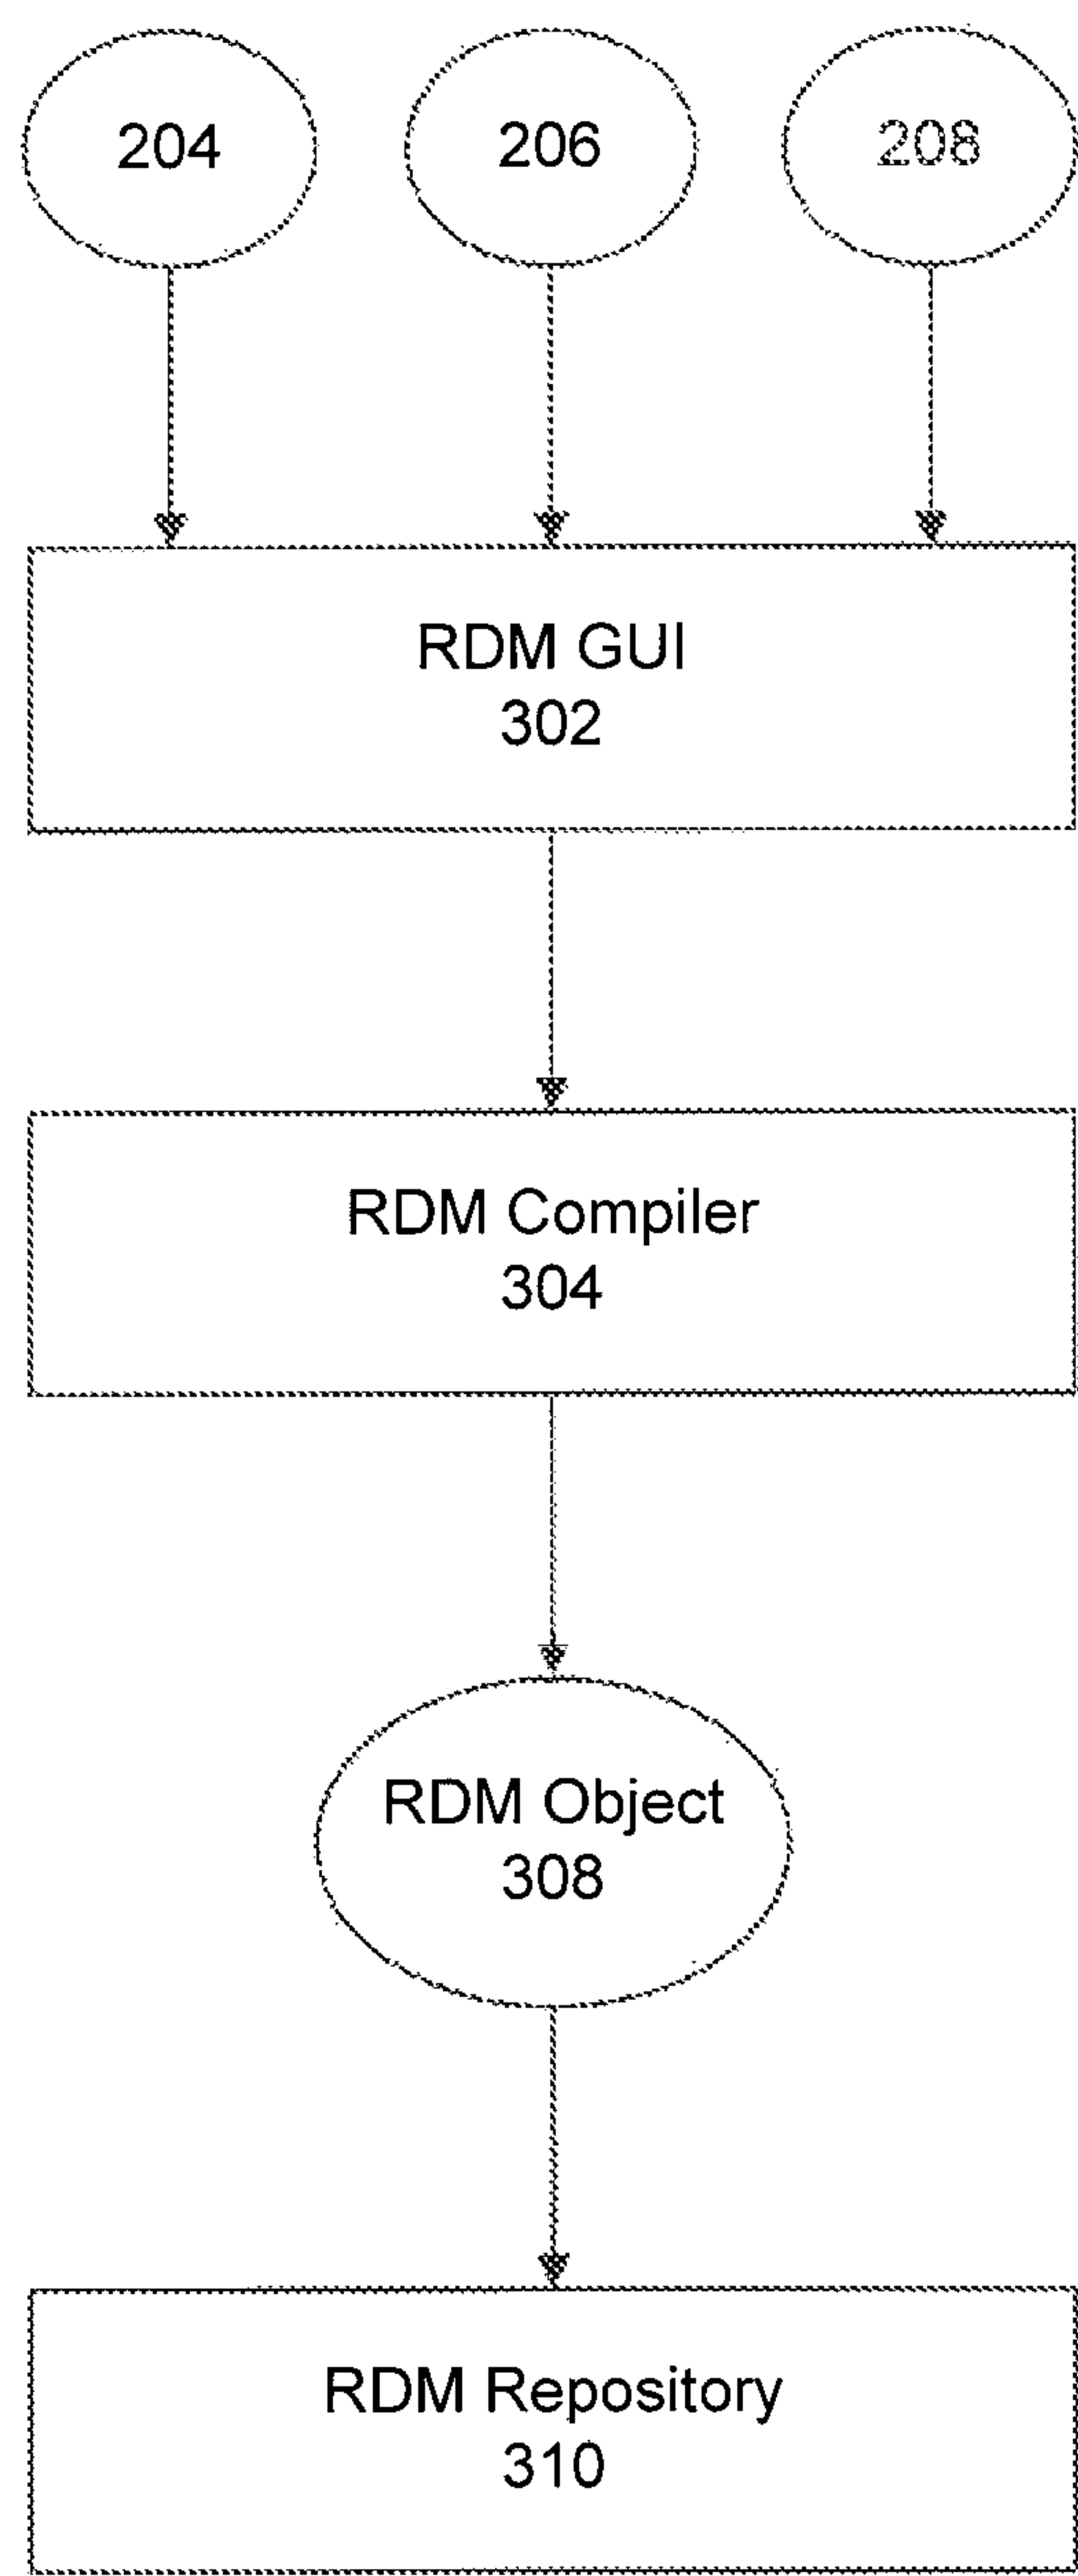 204 206 208
RDM GUI
302
RDM Compiler
304
RDM Object
308
RDM Repository
310